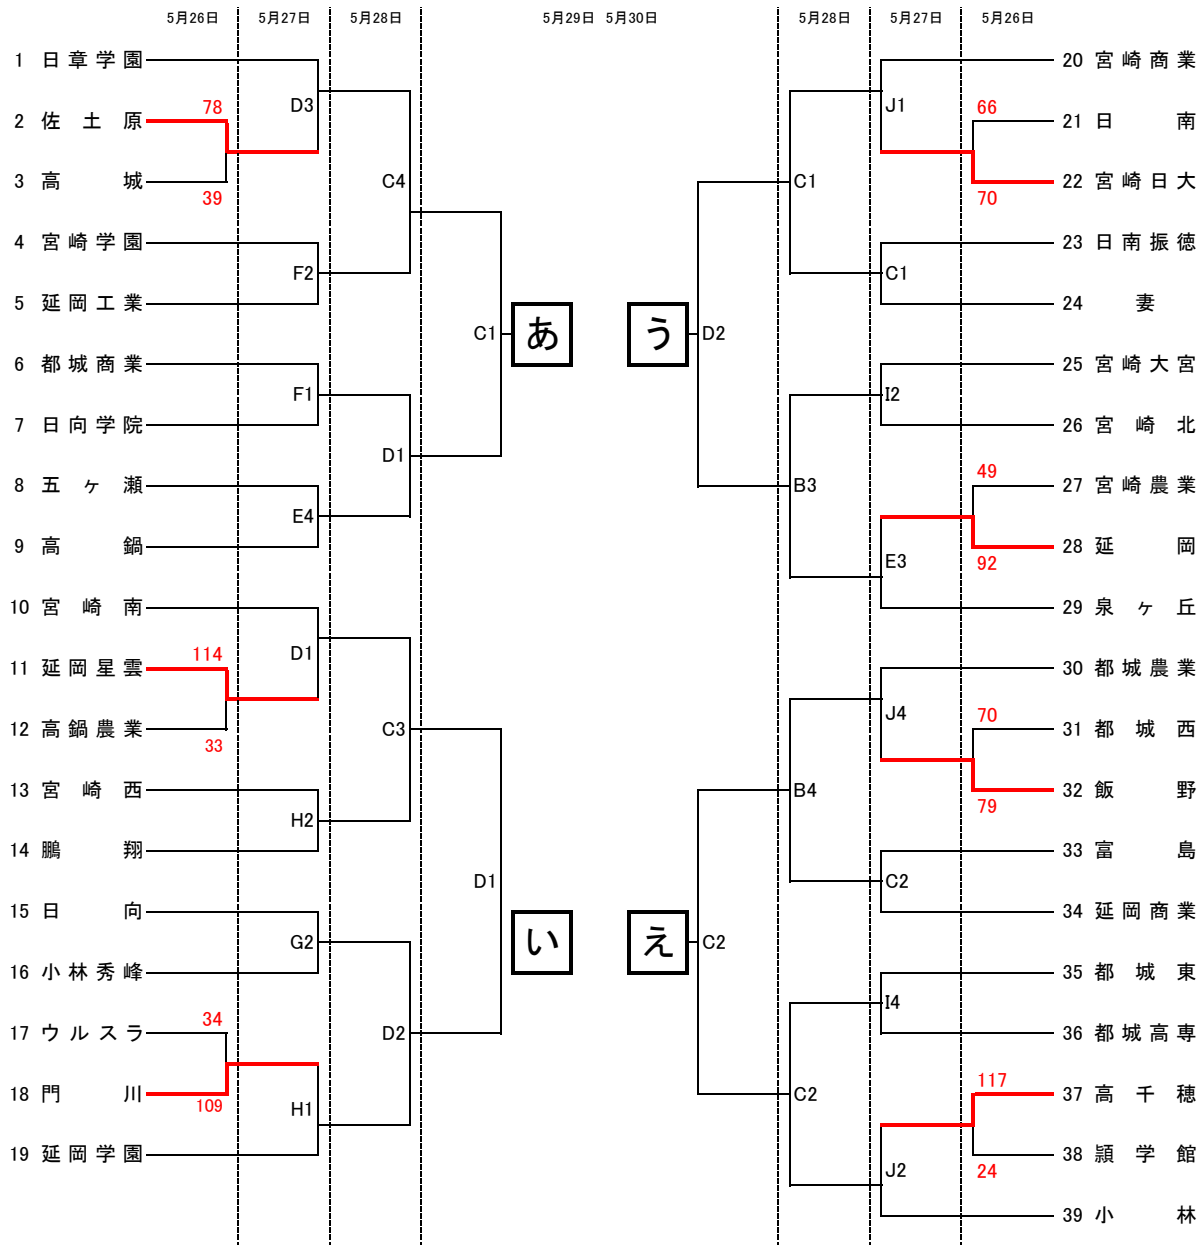 5月26日 5月27日 5月28日 5月29日 5月30日 5月28日 5月27日 5月26日
1 日章学園
D3
78
2 佐土原
3 高城
39
C4
4 宮崎学園
F2
5 延岡工業
C1
あ
6 都城商業
F1
7 日向学院
D1
8 五ヶ瀬
E4
9 高鍋
10 宮崎南
D1
114
11 延岡星雲
12 高鍋農業
33
C3
13 宮崎西
H2
14 鵬翔
D1
い
15 日向
G2
16 小林秀峰
34
17 ウルスラ
D2
18 門川
109
H1
19 延岡学園
20 宮崎商業
J1
66
21 日南
22 宮崎日大
70
C1
23 日南振徳
C1
24 妻
う
D2
25 宮崎大宮
I2
26 宮崎北
B3
49
27 宮崎農業
28 延岡
92
E3
29 泉ヶ丘
30 都城農業
J4
70
31 都城西
32 飯野
79
B4
33 富島
C2
34 延岡商業
え
C2
35 都城東
I4
36 都城高専
C2
117
37 高千穂
38 頴学館
24
J2
39 小林